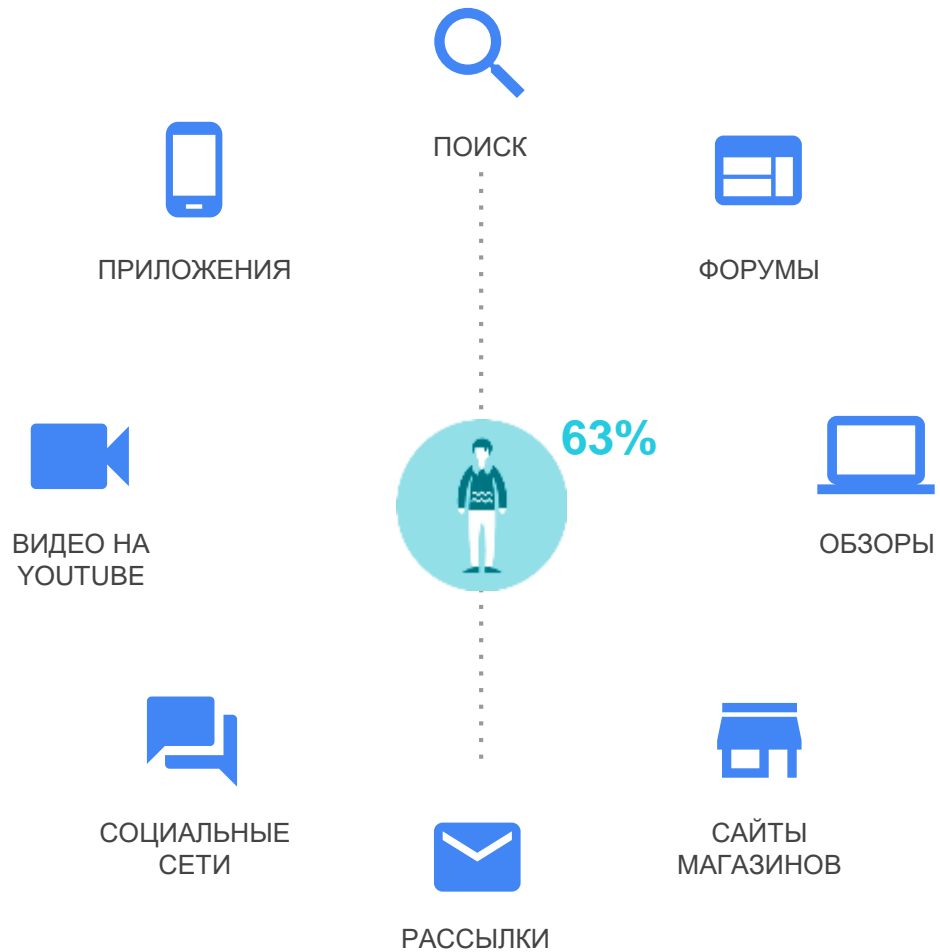 ПОИСК
ПРИЛОЖЕНИЯ
ФОРУМЫ
63%
ВИДЕО НА
YOUTUBE
ОБЗОРЫ
СОЦИАЛЬНЫЕ
СЕТИ
САЙТЫ
МАГАЗИНОВ
РАССЫЛКИ